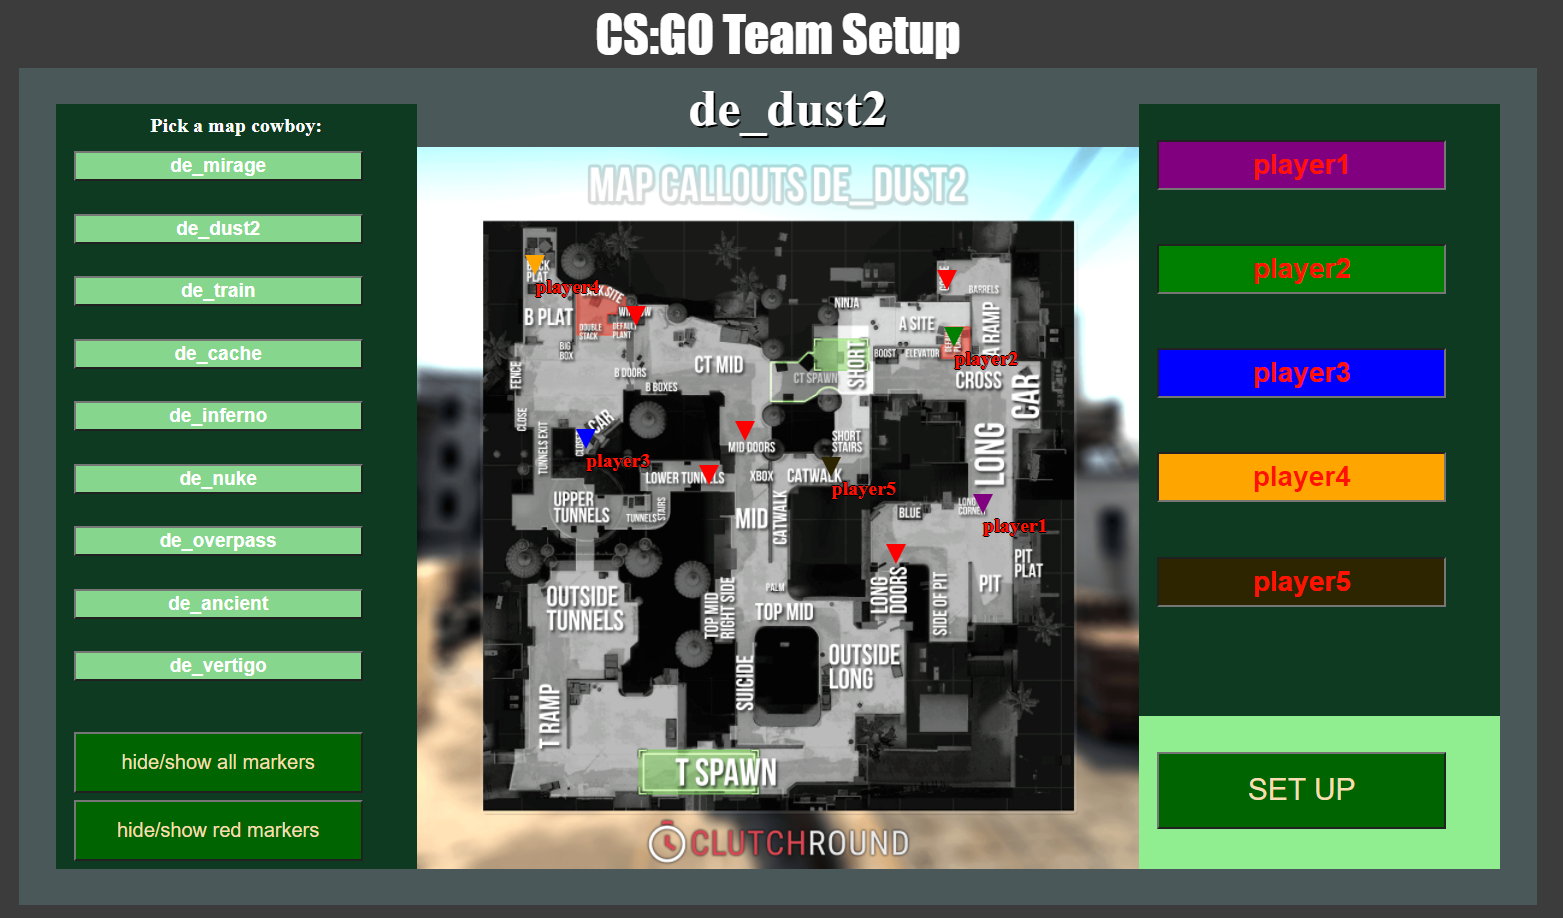 CS:GO Team Setup
de_dust2
Pick a map cowboy:
de_mirage
de_dust2
de_train
de_cache
de_inferno
de_nuke
de_overpass
de_ancient
de_vertigo
hide/show all markers
hide/show red markers
MAP CALLOUTS DE_DUST2
PLAT
player4
B PLAT
DOUBLE
STACK
DEFAULT
PLANT
BIG
BOX
FENCE
B DOORS
B BOXES
CT MID
NINJA
A SITE
BARRELS
A RAMP
SHORT
BOOST
ELEVATOR
CT SPAWN
player2
CROSS
CAR
LONG
CLOSE
TUNNELS EXIT
CAR
player3
MID DOORS
SHORT
STAIRS
LOWER TUNNELS
XBOX
CATWALK
player5
UPPER
TUNNELS
TUNNELS
STAIRS
MID
CATWALK
BLUE
LONG
CORNER
player1
PIT
PLAT
PIT
SIDE OF PIT
LONG
DOORS
OUTSIDE
TUNNELS
TOP MID
RIGHT SIDE
PALM
TOP MID
SUICIDE
OUTSIDE
LONG
T RAMP
T SPAWN
CLUTCHROUND
player1
player2
player3
player4
player5
SET UP